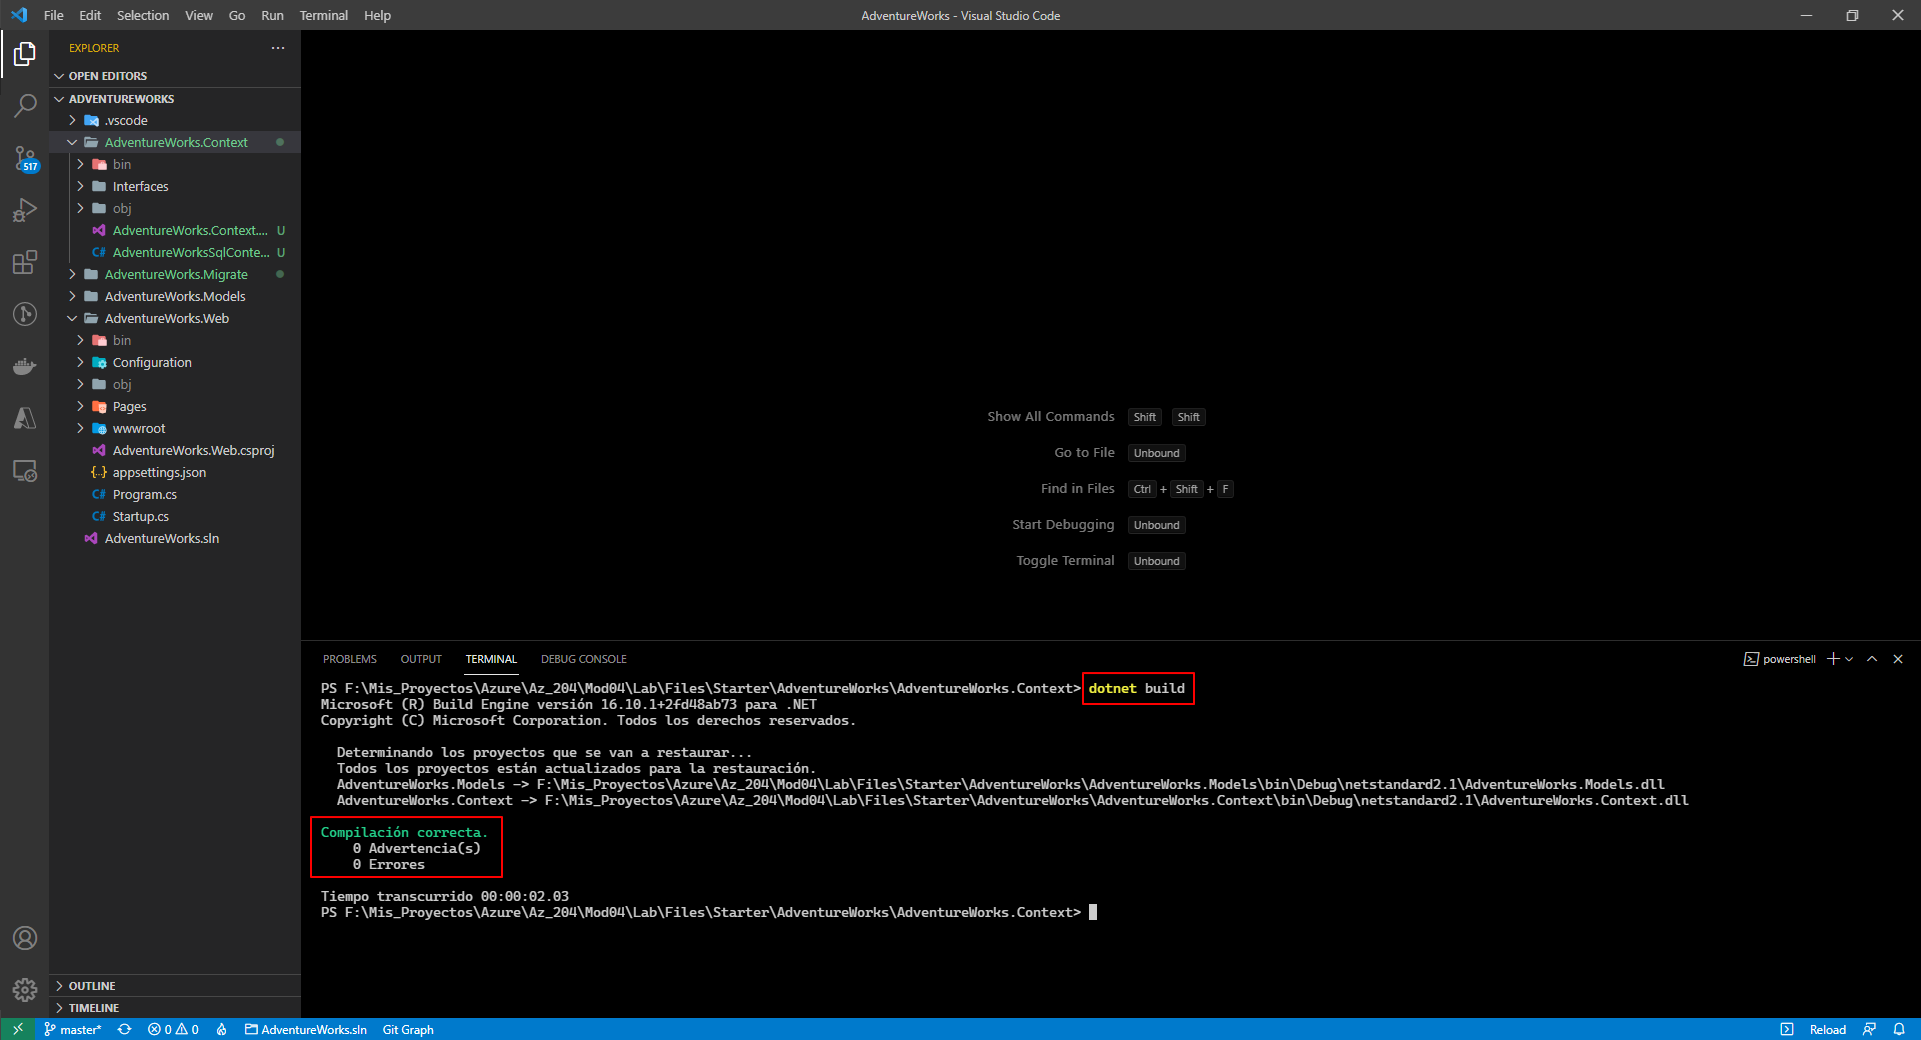 File Edit Selection View Go Run Terminal Help
AdventureWorks - Visual Studio Code
EXPLORER
OPEN EDITORS
ADVENTUREWORKS
.vscode
AdventureWorks.Context
bin
Interfaces
obj
AdventureWorks.Context.... U
AdventureWorksSqlConte... U
AdventureWorks.Migrate
AdventureWorks.Models
AdventureWorks.Web
bin
Configuration
obj
Pages
wwwroot
AdventureWorks.Web.csproj
{..} appsettings.json
C# Program.cs
C# Startup.cs
AdventureWorks.sln
OUTLINE
TIMELINE
517
Show All Commands Shift Shift
Go to File Unbound
Find in Files Ctrl + Shift + F
Start Debugging Unbound
Toggle Terminal Unbound
PROBLEMS OUTPUT TERMINAL DEBUG CONSOLE
powershell
PS F:\Mis_Proyectos\Azure\Az_204\Mod04\Lab\Files\Starter\AdventureWorks\AdventureWorks.Context> dotnet build
Microsoft (R) Build Engine versión 16.10.1+2fd48ab73 para .NET
Copyright (C) Microsoft Corporation. Todos los derechos reservados.
Determinando los proyectos que se van a restaurar...
Todos los proyectos están actualizados para la restauración.
AdventureWorks.Models -> F:\Mis_Proyectos\Azure\Az_204\Mod04\Lab\Files\Starter\AdventureWorks\AdventureWorks.Models\bin\Debug\netstandard2.1\AdventureWorks.Models.dll
AdventureWorks.Context -> F:\Mis_Proyectos\Azure\Az_204\Mod04\Lab\Files\Starter\AdventureWorks\AdventureWorks.Context\bin\Debug\netstandard2.1\AdventureWorks.Context.dll
Compilación correcta.
0 Advertencia(s)
0 Errores
Tiempo transcurrido 00:00:02.03
PS F:\Mis_Proyectos\Azure\Az_204\Mod04\Lab\Files\Starter\AdventureWorks\AdventureWorks.Context>
master* 0 0 AdventureWorks.sln Git Graph
Reload